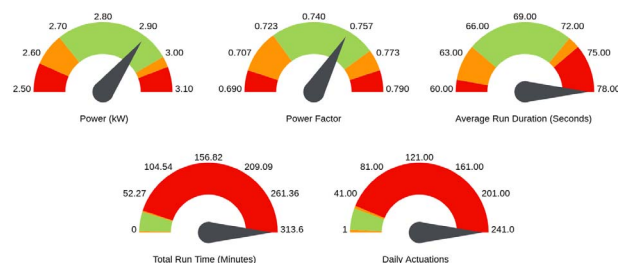 2.80 0.740 69.00
2.70 2.90 0.723 0.757 66.00 72.00
2.60 3.00 0.707 0.773 63.00 75.00
2.50 3.10 0.690 0.790 60.00 78.00
Power (kW) Power Factor Average Run Duration (Seconds)
156.82 121.00
104.54 209.09 81.00 161.00
52.27 261.36 41.00 201.00
0 313.6 1 241.0
Total Run Time (Minutes) Daily Actuations